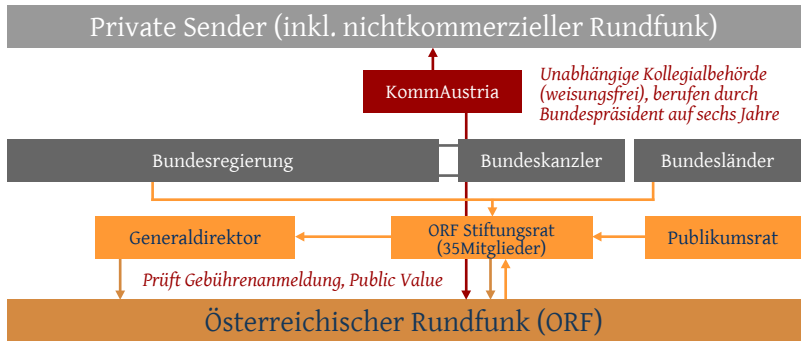 Private Sender (inkl. nichtkommerzieller Rundfunk)
KommAustria
Unabhängige Kollegialbehörde
(weisungsfrei), berufen durch
Bundespräsident auf sechs Jahre
Bundesregierung
Bundeskanzler
Bundesländer
Generaldirektor
ORF Stiftungsrat
(35Mitglieder)
Publikumsrat
Prüft Gebührenanmeldung, Public Value
Österreichischer Rundfunk (ORF)